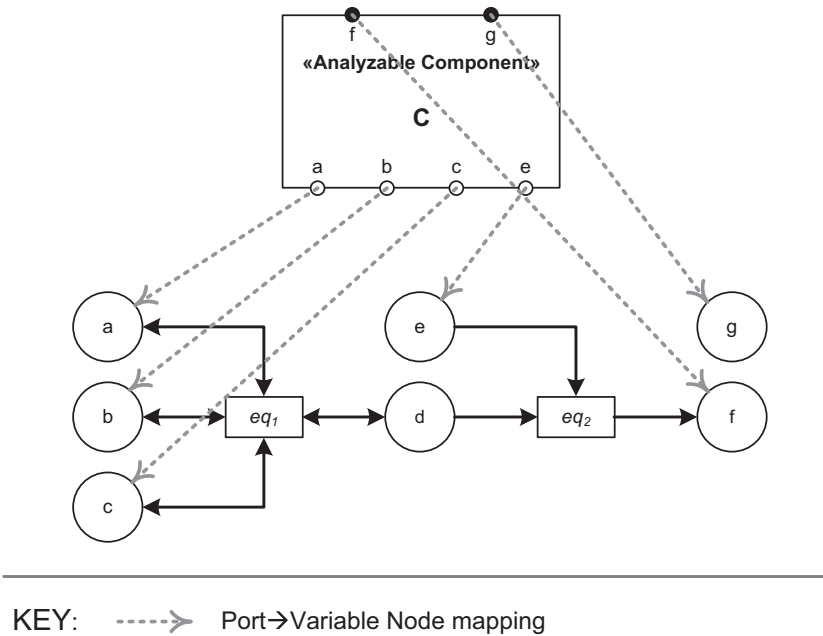 f g
«Analyzable Component»
C
a b c e
a e g
b eq1 d eq2 f
c
KEY: Port→Variable Node mapping